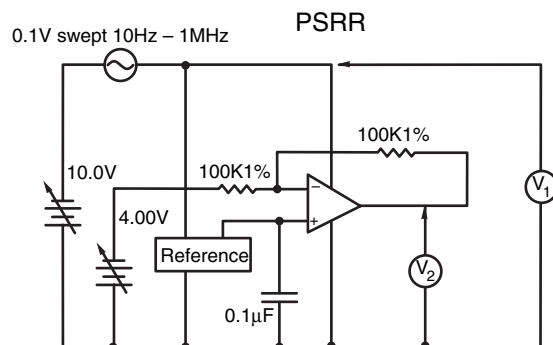 PSRR
0.1V swept 10Hz – 1MHz
100K1%
10.0V
100K1%
4.00V
V1
−
+
Reference
V2
0.1μF